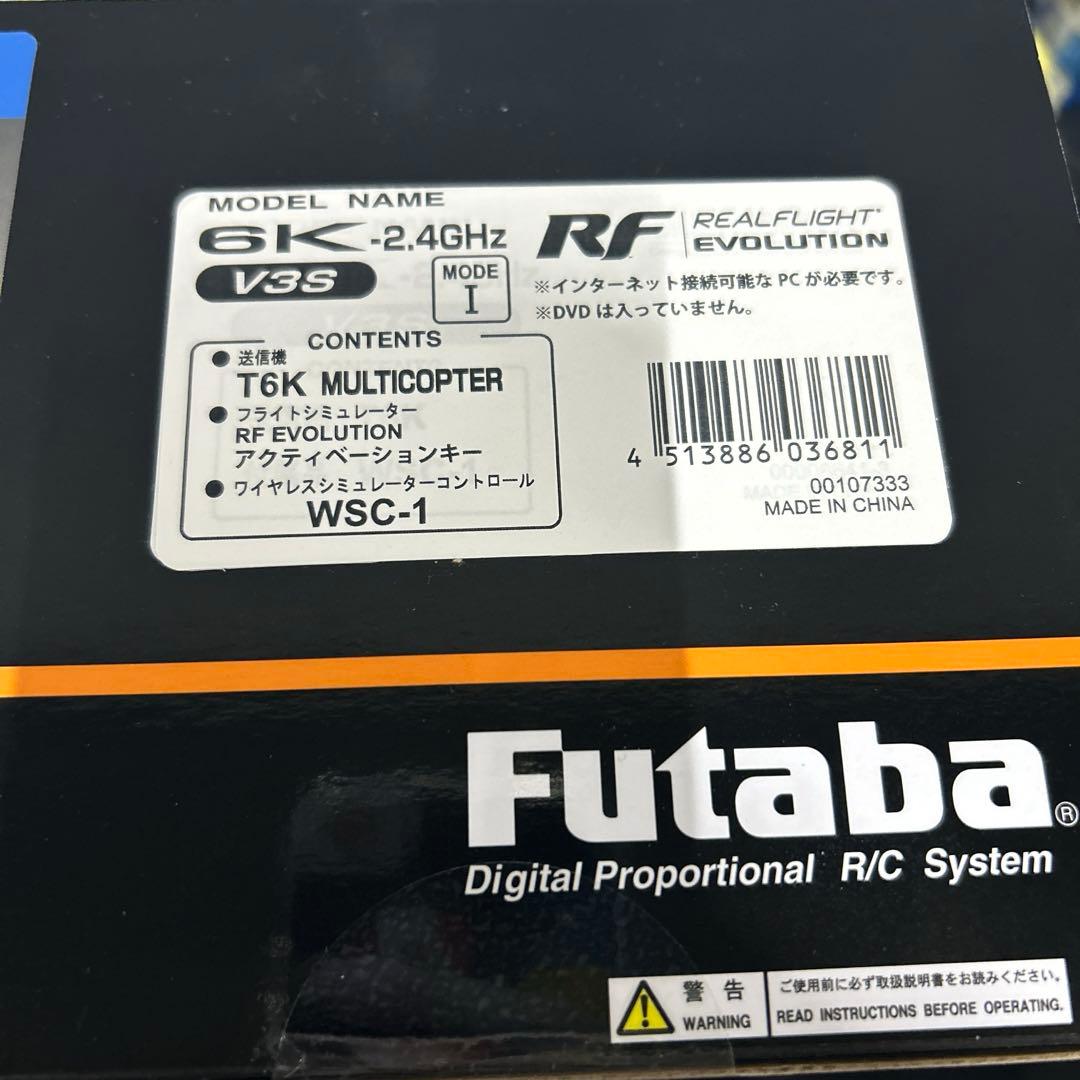 MODEL NAME
6K-2.4GHz
V3S
MODE
I
RF REALFLIGHT
EVOLUTION
※インターネット接続可能な PC が必要です。
※DVD は入っていません。
CONTENTS
● 送信機
T6K MULTICOPTER
● フライトシミュレーター
RF EVOLUTION
アクティベーションキー
● ワイヤレスシミュレーターコントロール
WSC-1
4 513886 036811
00107333
MADE IN CHINA
Futaba®
Digital Proportional R/C System
警告
WARNING
ご使用前に必ず取扱説明書をお読みください。
READ INSTRUCTIONS BEFORE OPERATING.